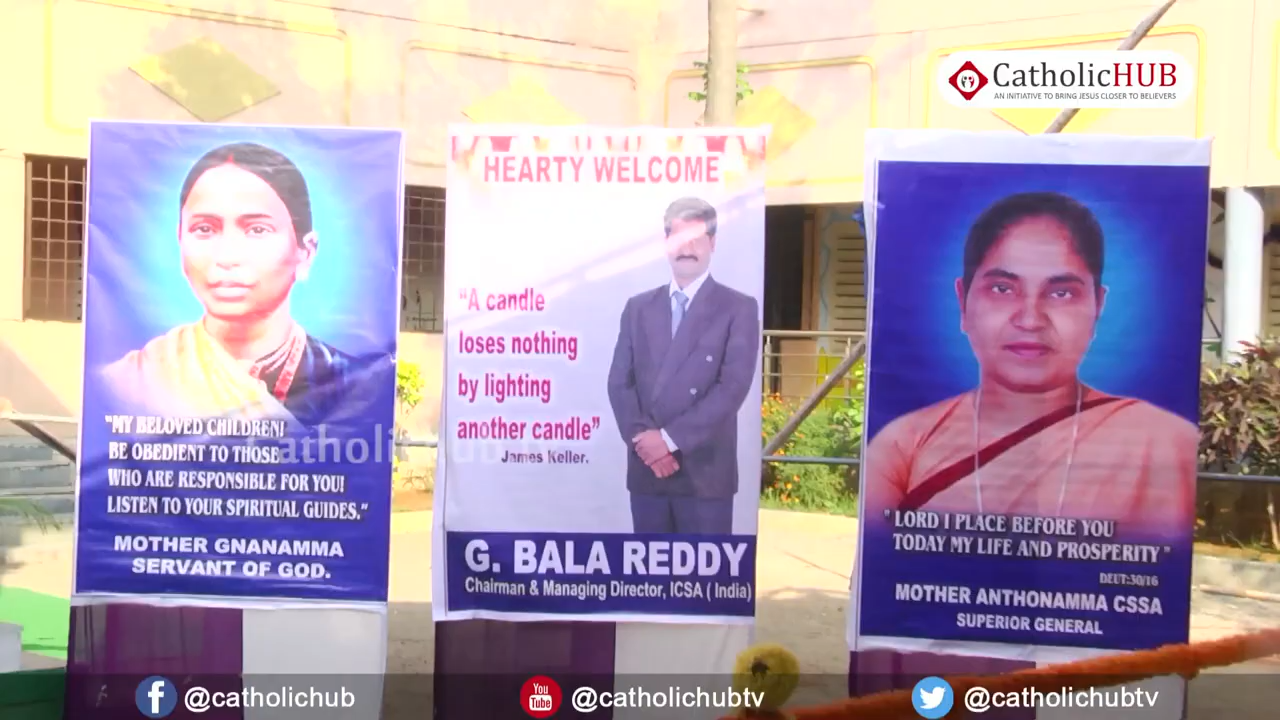 CatholicHUB
AN INITIATIVE TO BRING JESUS CLOSER TO BELIEVERS
"MY BELOVED CHILDREN!
BE OBEDIENT TO THOSE
WHO ARE RESPONSIBLE FOR YOU!
LISTEN TO YOUR SPIRITUAL GUIDES."
MOTHER GNANAMMA
SERVANT OF GOD.
HEARTY WELCOME
"A candle
loses nothing
by lighting
another candle"
James Keller.
G. BALA REDDY
Chairman & Managing Director, ICSA ( India)
" LORD I PLACE BEFORE YOU
TODAY MY LIFE AND PROSPERITY "
DEUT:30/16
MOTHER ANTHONAMMA CSSA
SUPERIOR GENERAL
@catholichub
You
Tube
@catholichubtv
@catholichubtv